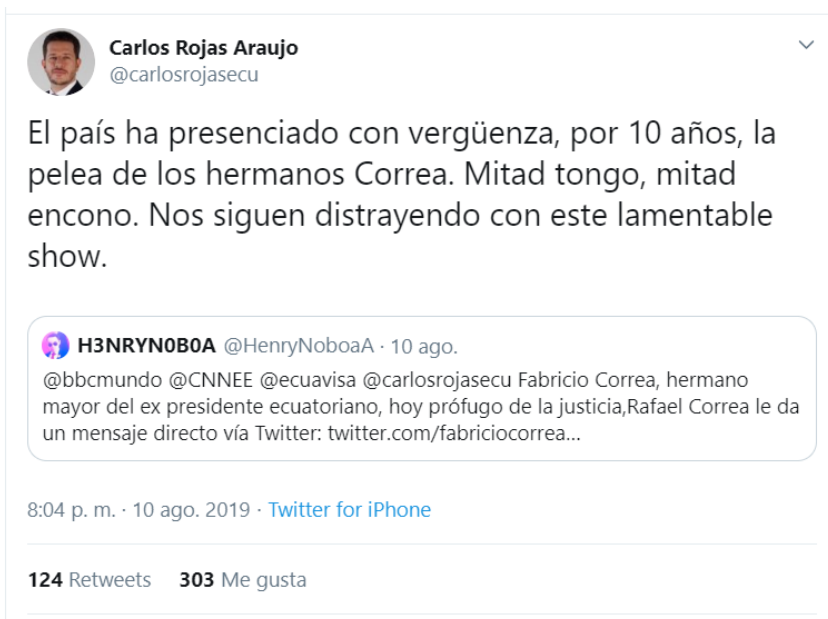 Carlos Rojas Araujo
@carlosrojasecu
El país ha presenciado con vergüenza, por 10 años, la
pelea de los hermanos Correa. Mitad tongo, mitad
encono. Nos siguen distrayendo con este lamentable
show.
H3NRYN0B0A @HenryNoboaA · 10 ago.
@bbcmundo @CNNEE @ecuavisa @carlosrojasecu Fabricio Correa, hermano
mayor del ex presidente ecuatoriano, hoy prófugo de la justicia,Rafael Correa le da
un mensaje directo vía Twitter: twitter.com/fabriciocorrea...
8:04 p. m. · 10 ago. 2019 · Twitter for iPhone
124 Retweets 303 Me gusta